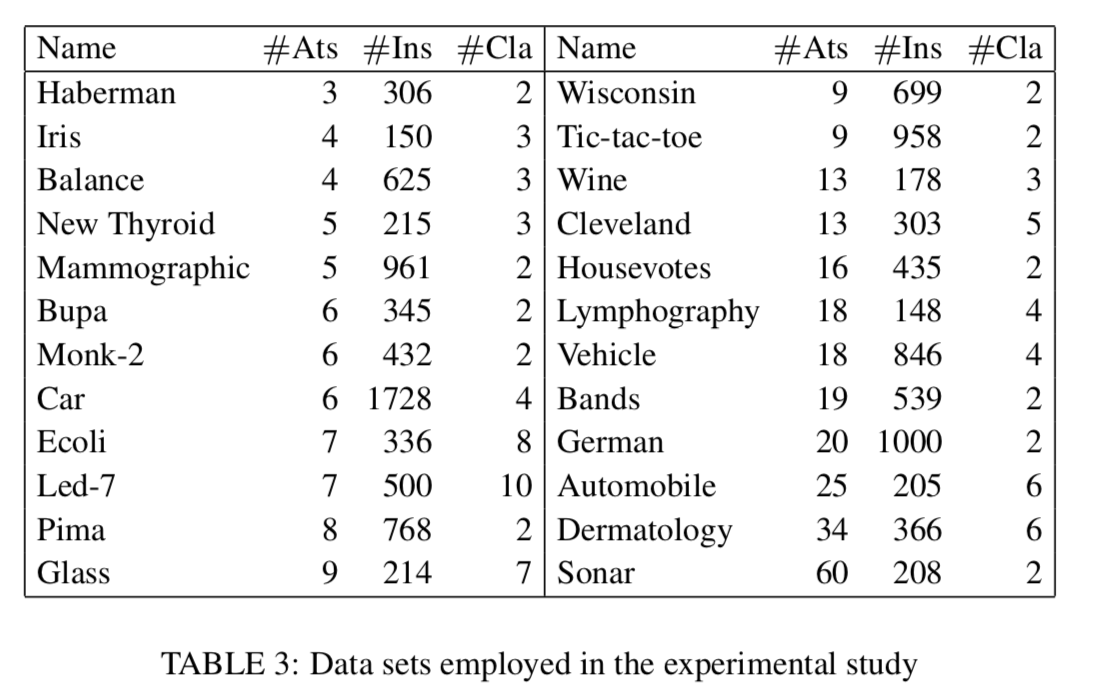 Name #Ats #Ins #Cla Name #Ats #Ins #Cla
Haberman 3 306 2 Wisconsin 9 699 2
Iris 4 150 3 Tic-tac-toe 9 958 2
Balance 4 625 3 Wine 13 178 3
New Thyroid 5 215 3 Cleveland 13 303 5
Mammographic 5 961 2 Housevotes 16 435 2
Bupa 6 345 2 Lymphography 18 148 4
Monk-2 6 432 2 Vehicle 18 846 4
Car 6 1728 4 Bands 19 539 2
Ecoli 7 336 8 German 20 1000 2
Led-7 7 500 10 Automobile 25 205 6
Pima 8 768 2 Dermatology 34 366 6
Glass 9 214 7 Sonar 60 208 2
TABLE 3: Data sets employed in the experimental study